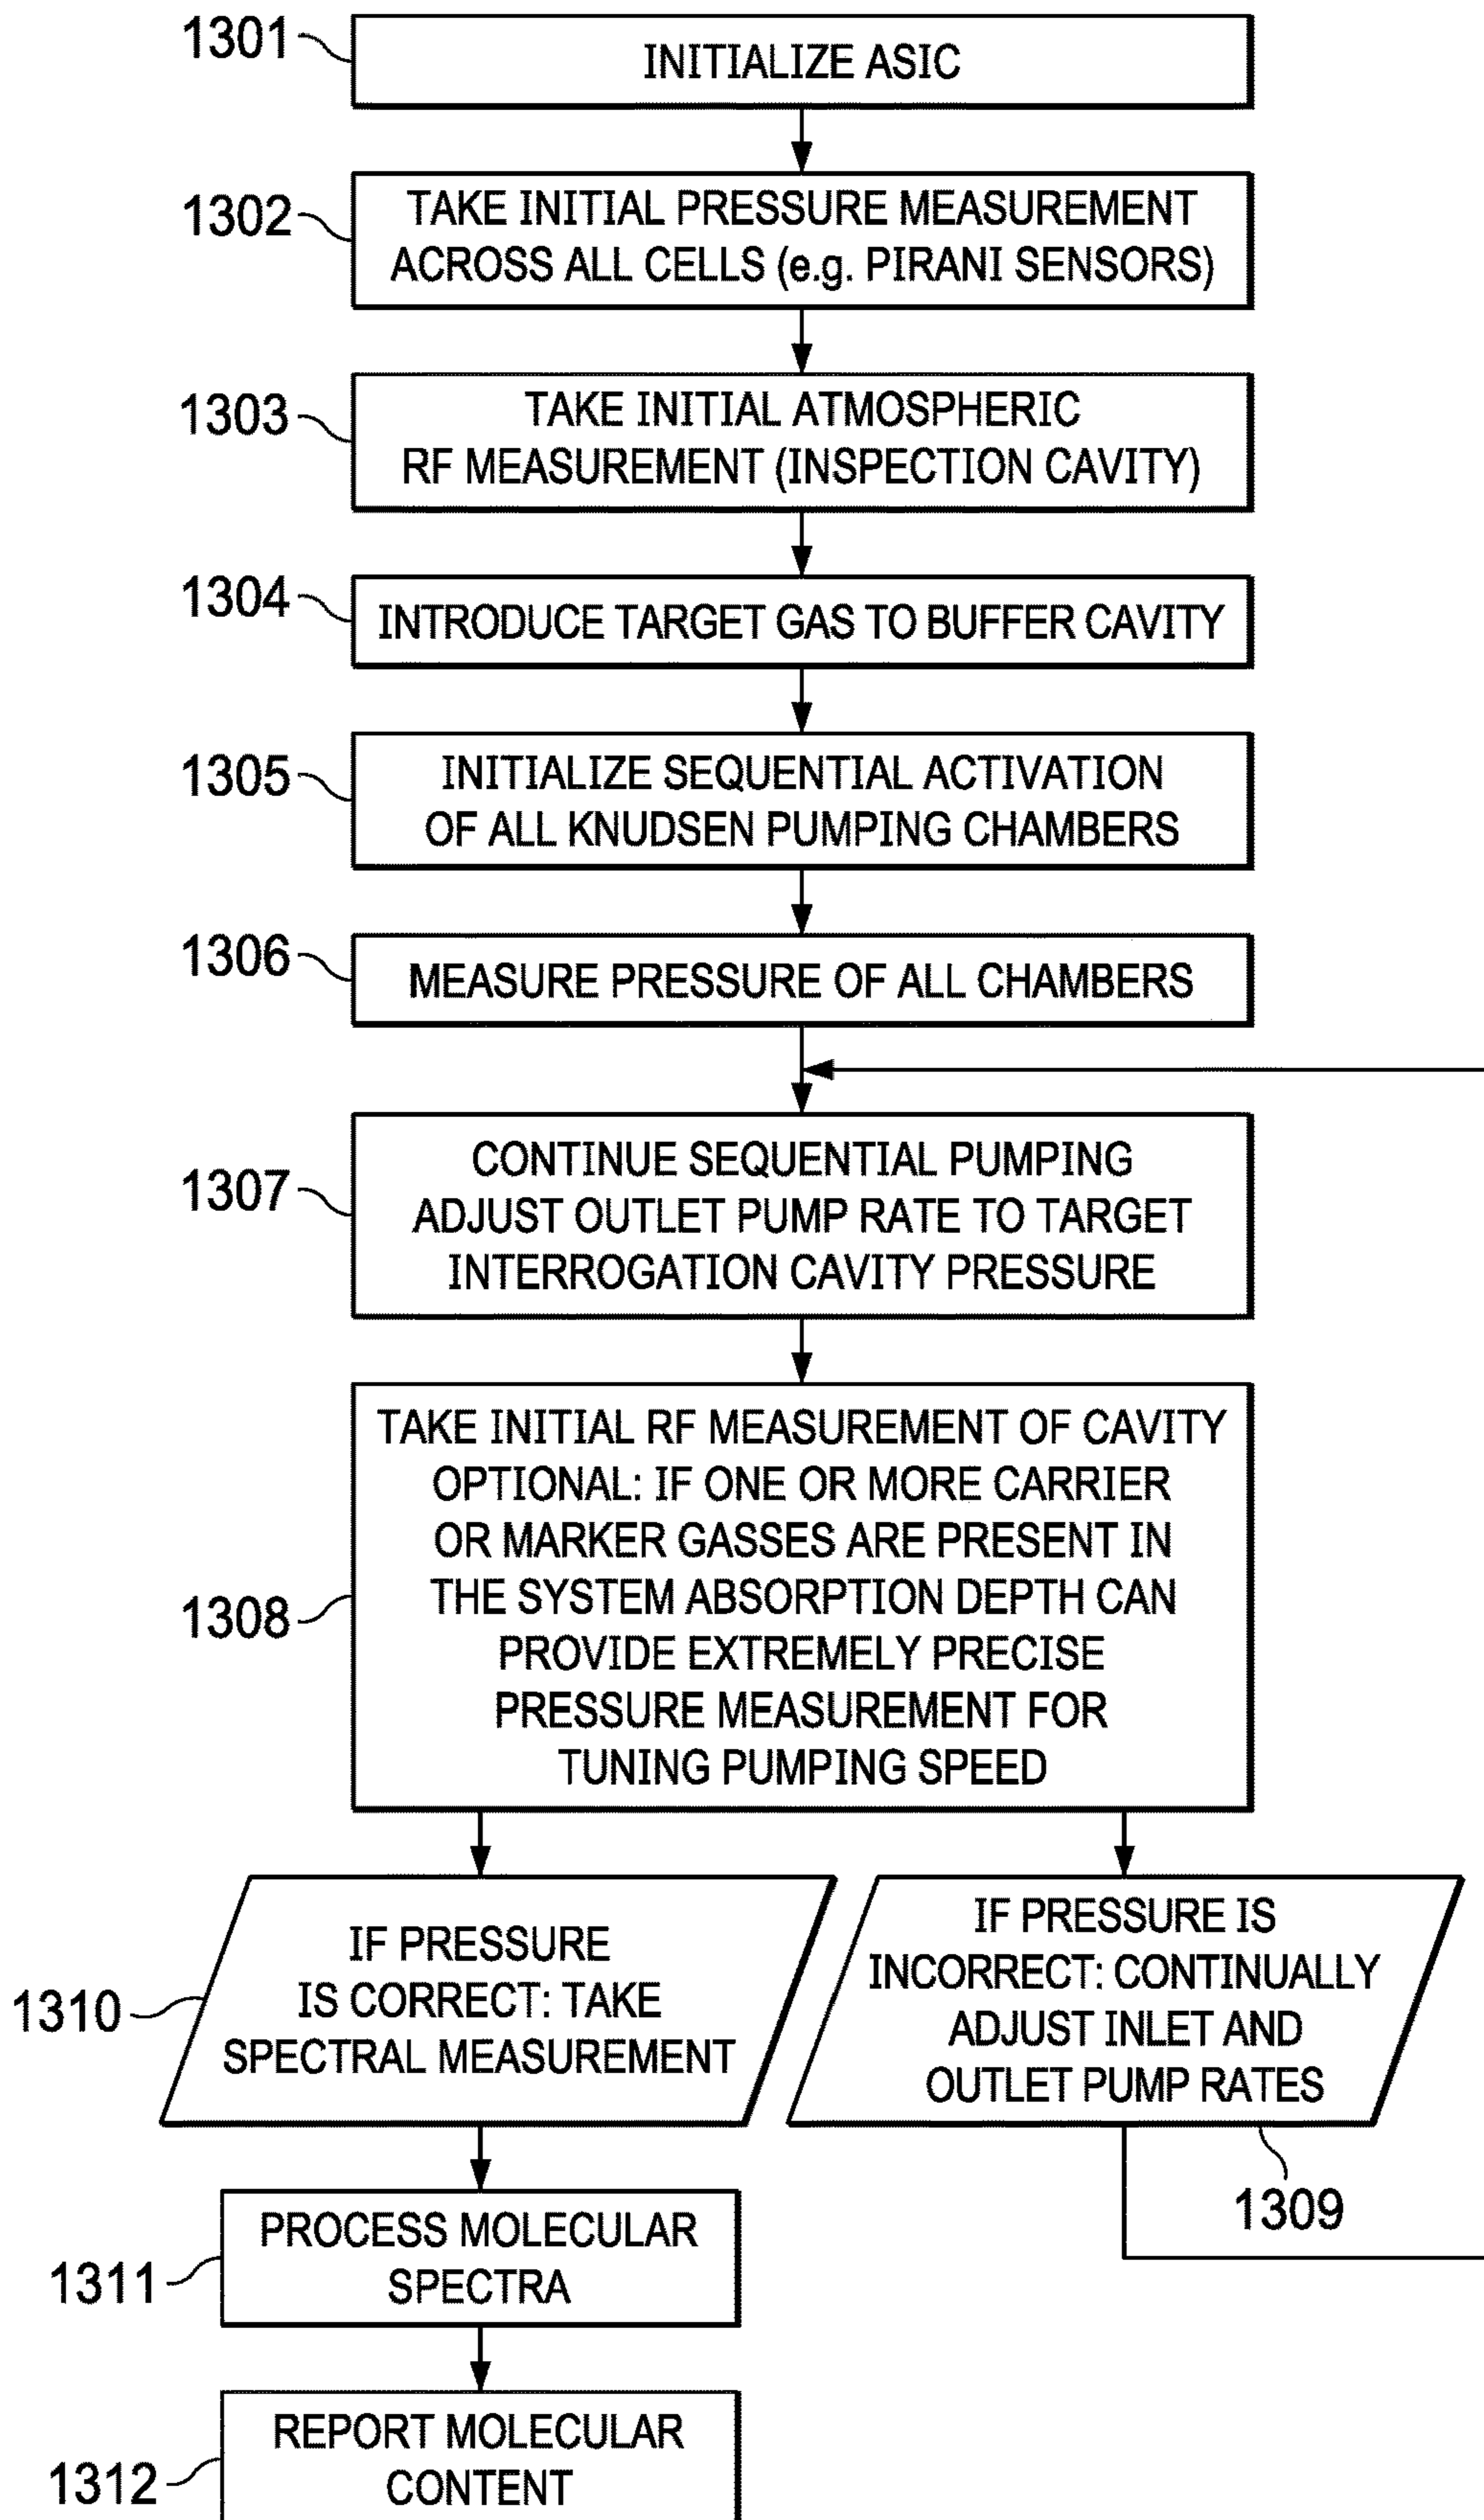 1301
INITIALIZE ASIC
1302
TAKE INITIAL PRESSURE MEASUREMENT
ACROSS ALL CELLS (e.g. PIRANI SENSORS)
1303
TAKE INITIAL ATMOSPHERIC
RF MEASUREMENT (INSPECTION CAVITY)
1304
INTRODUCE TARGET GAS TO BUFFER CAVITY
1305
INITIALIZE SEQUENTIAL ACTIVATION
OF ALL KNUDSEN PUMPING CHAMBERS
1306
MEASURE PRESSURE OF ALL CHAMBERS
1307
CONTINUE SEQUENTIAL PUMPING
ADJUST OUTLET PUMP RATE TO TARGET
INTERROGATION CAVITY PRESSURE
1308
TAKE INITIAL RF MEASUREMENT OF CAVITY
OPTIONAL: IF ONE OR MORE CARRIER
OR MARKER GASSES ARE PRESENT IN
THE SYSTEM ABSORPTION DEPTH CAN
PROVIDE EXTREMELY PRECISE
PRESSURE MEASUREMENT FOR
TUNING PUMPING SPEED
1310
IF PRESSURE
IS CORRECT: TAKE
SPECTRAL MEASUREMENT
IF PRESSURE IS
INCORRECT: CONTINUALLY
ADJUST INLET AND
OUTLET PUMP RATES
1309
1311
PROCESS MOLECULAR
SPECTRA
1312
REPORT MOLECULAR
CONTENT